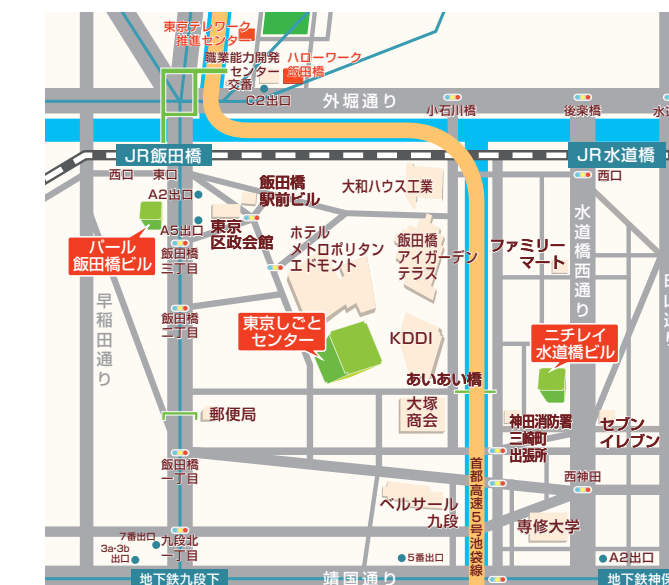 東京テレワーク
推進センター
職業能力開発
センター
ハローワーク
飯田橋
交番
C2出口
外堀通り
小石川橋
後楽橋
JR飯田橋
JR水道橋
西口
東口
西口
A2出口
飯田橋
駅前ビル
大和ハウス工業
A5出口
東京
区政会館
パール
飯田橋ビル
飯田橋
三丁目
ホテル
メトロポリタン
エドモント
飯田橋
アイガーデン
テラス
ファミリー
マート
水道橋西通り
早稲田通り
飯田橋
二丁目
東京しごと
センター
KDDI
ニチレイ
水道橋ビル
あいあい橋
郵便局
大塚
商会
神田消防署
三崎町
出張所
セブン
イレブン
飯田橋
一丁目
首都高速5号池袋線
西神田
ベルサール
九段
専修大学
7番出口
3a・3b
出口
九段北
一丁目
5番出口
A2出口
地下鉄九段下
靖国通り
地下鉄神保